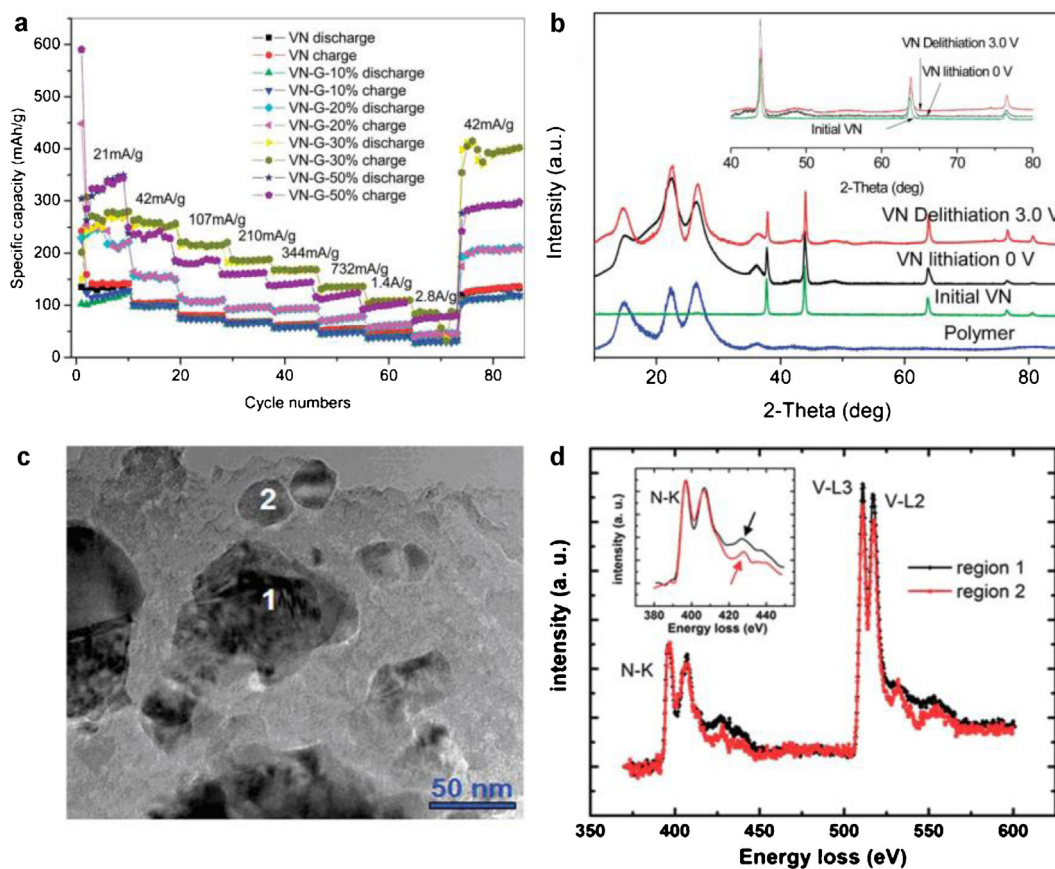 a
600
500
400
300
200
100
0
0
20
40
60
80
Specific capacity (mAh/g)
Cycle numbers
VN discharge
VN charge
VN-G-10% discharge
VN-G-10% charge
VN-G-20% discharge
VN-G-20% charge
VN-G-30% discharge
VN-G-30% charge
VN-G-50% discharge
VN-G-50% charge
21mA/g
42mA/g
107mA/g
210mA/g
344mA/g
732mA/g
1.4A/g
2.8A/g
42mA/g
b
Intensity (a.u.)
VN Delithiation 3.0 V
VN lithiation 0 V
Initial VN
40 50 60 70 80
2-Theta (deg)
VN Delithiation 3.0 V
VN lithiation 0 V
Initial VN
Polymer
20 40 60 80
2-Theta (deg)
c
2
1
50 nm
d
intensity (a. u.)
N-K
intensity (a. u.)
380 400 420 440
Energy loss (eV)
V-L3
V-L2
region 1
region 2
N-K
350 400 450 500 550 600
Energy loss (eV)